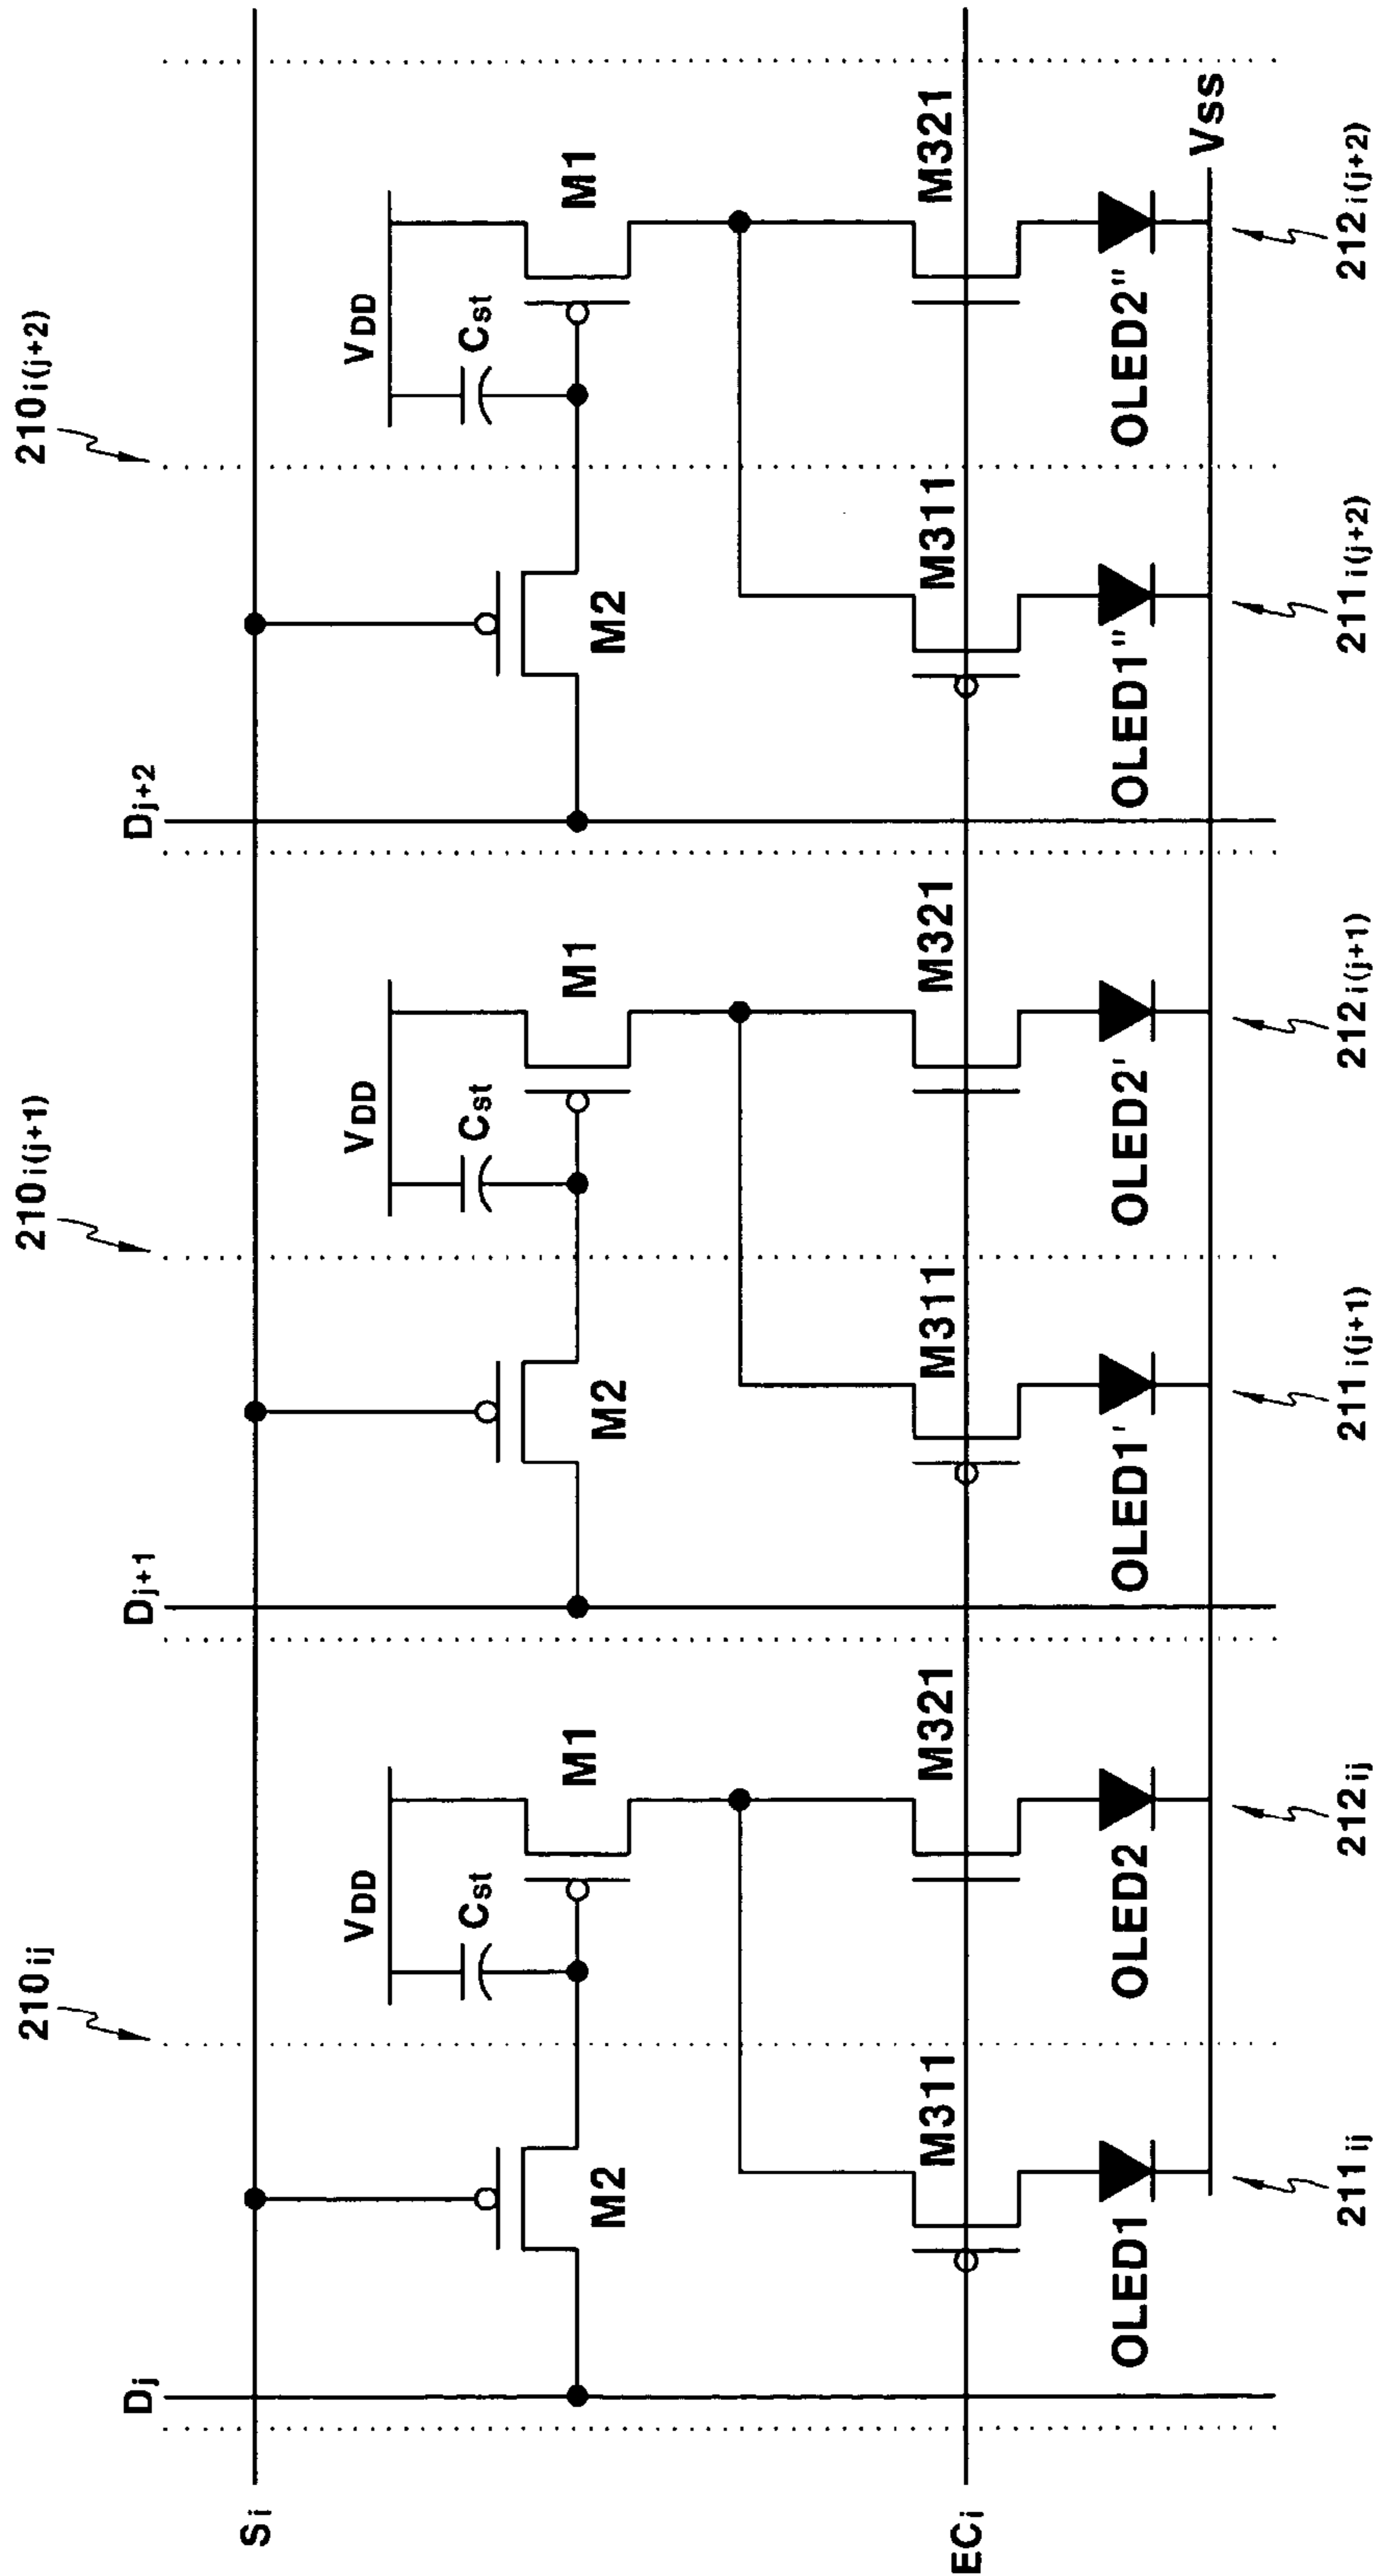 210ij 210i(j+1) 210i(j+2)
Dj Dj+1 Dj+2
Si
VDD VDD VDD
Cst Cst Cst
M2 M1 M2 M1 M2 M1
M311 M321 M311 M321 M311 M321
ECi
OLED1 OLED2 OLED1' OLED2' OLED1" OLED2"
Vss
211ij 212ij 211i(j+1) 212i(j+1) 211i(j+2) 212i(j+2)